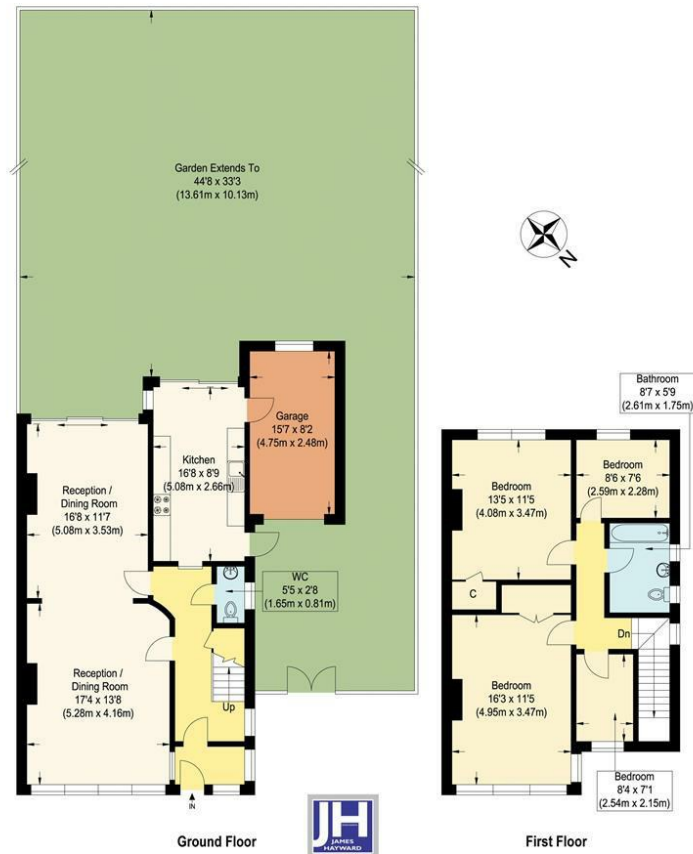 Garden Extends To
44'8 x 33'3
(13.61m x 10.13m)
N
Garage
15'7 x 8'2
(4.75m x 2.48m)
Kitchen
16'8 x 8'9
(5.08m x 2.66m)
Reception /
Dining Room
16'8 x 11'7
(5.08m x 3.53m)
WC
5'5 x 2'8
(1.65m x 0.81m)
Reception /
Dining Room
17'4 x 13'8
(5.28m x 4.16m)
Up
IN
Ground Floor
Bathroom
8'7 x 5'9
(2.61m x 1.75m)
Bedroom
13'5 x 11'5
(4.08m x 3.47m)
Bedroom
8'6 x 7'6
(2.59m x 2.28m)
C
Dn
Bedroom
16'3 x 11'5
(4.95m x 3.47m)
Bedroom
8'4 x 7'1
(2.54m x 2.15m)
First Floor
JH
JAMES
HAYWARD